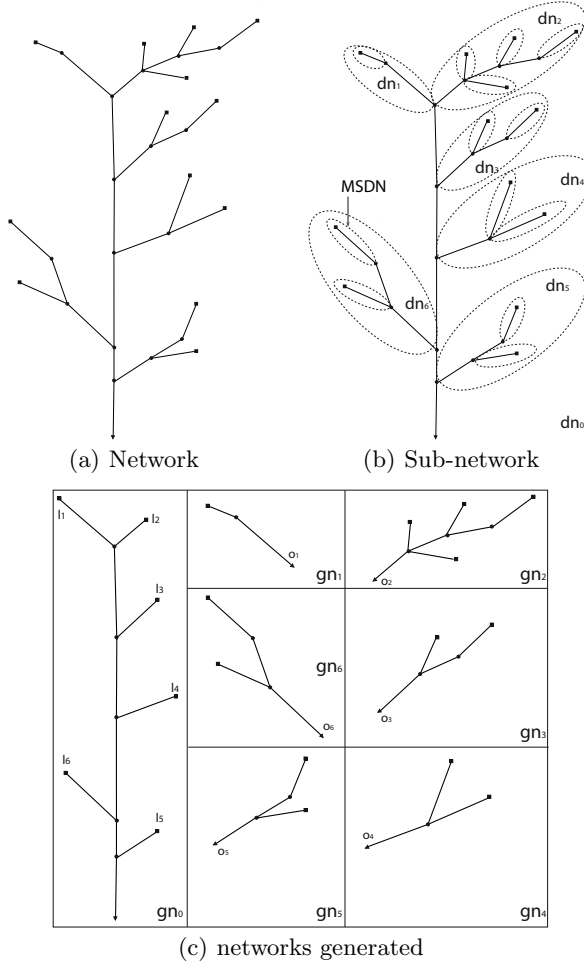 dn2
dn1
dn3
dn4
MSDN
dn5
dn6
dn0
(a) Network
(b) Sub-network
l1
l2
l3
l4
l6
l5
gn0
o1
gn1
o2
gn2
gn6
o6
o3
gn3
o5
gn5
o4
gn4
(c) networks generated